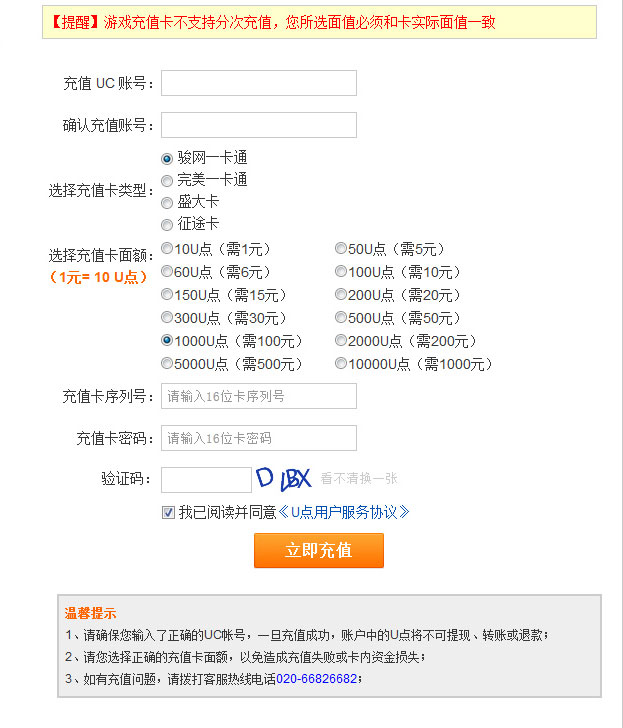 【提醒】游戏充值卡不支持分次充值，您所选面值必须和卡实际面值一致
充值 UC 账号：
确认充值账号：
选择充值卡类型：
骏网一卡通
完美一卡通
盛大卡
征途卡
选择充值卡面额：
（1元= 10 U点）
10U点（需1元） 50U点（需5元）
60U点（需6元） 100U点（需10元）
150U点（需15元） 200U点（需20元）
300U点（需30元） 500U点（需50元）
1000U点（需100元） 2000U点（需200元）
5000U点（需500元） 10000U点（需1000元）
充值卡序列号： 请输入16位卡序列号
充值卡密码： 请输入16位卡密码
验证码： D LBX 看不清换一张
我已阅读并同意《U点用户服务协议》
立即充值
温馨提示
1、请确保您输入了正确的UC帐号，一旦充值成功，账户中的U点将不可提现、转账或退款；
2、请您选择正确的充值卡面额，以免造成充值失败或卡内资金损失；
3、如有充值问题，请拨打客服热线电话020-66826682；